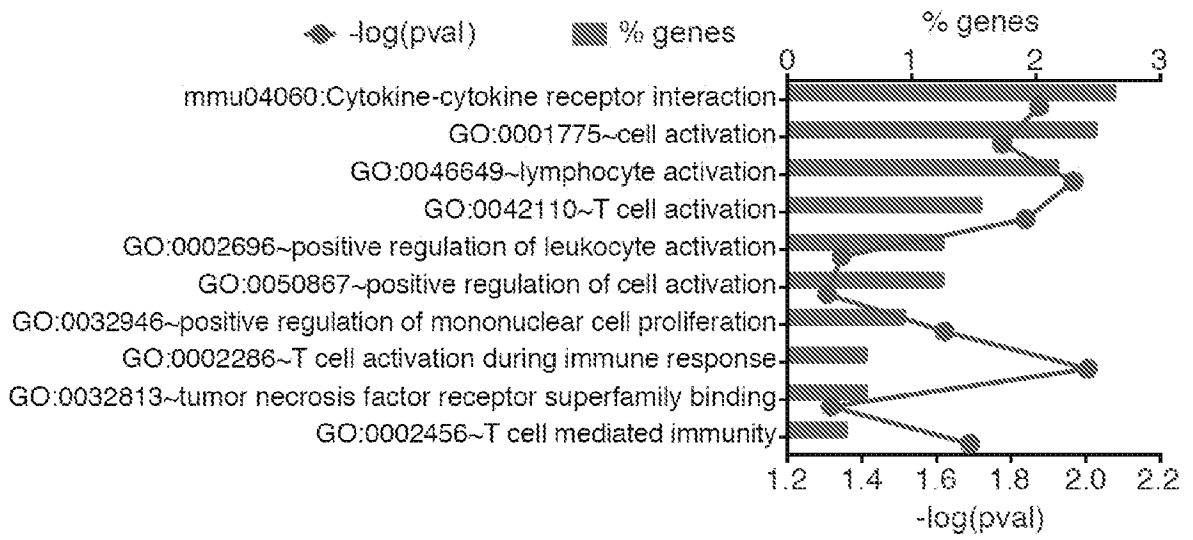 -log(pval)
% genes
% genes
0 1 2 3
mmu04060:Cytokine-cytokine receptor interaction
GO:0001775~cell activation
GO:0046649~lymphocyte activation
GO:0042110~T cell activation
GO:0002696~positive regulation of leukocyte activation
GO:0050867~positive regulation of cell activation
GO:0032946~positive regulation of mononuclear cell proliferation
GO:0002286~T cell activation during immune response
GO:0032813~tumor necrosis factor receptor superfamily binding
GO:0002456~T cell mediated immunity
1.2 1.4 1.6 1.8 2.0 2.2
-log(pval)